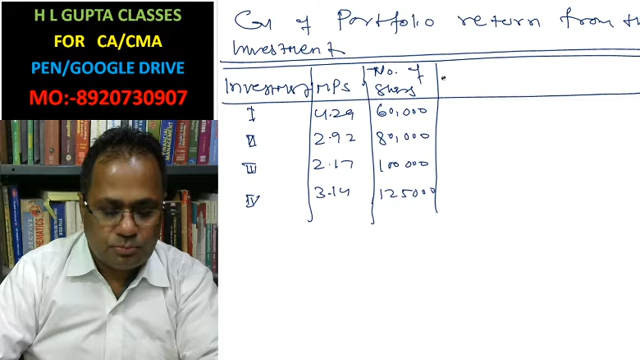 H L GUPTA CLASSES
FOR CA/CMA
PEN/GOOGLE DRIVE
MO:-8920730907
of Portfolio return from
Investment
Investment MPS No. of Shares
I 4.29 60,000
II 2.92 80,000
III 2.17 100000
IV 3.14 125000